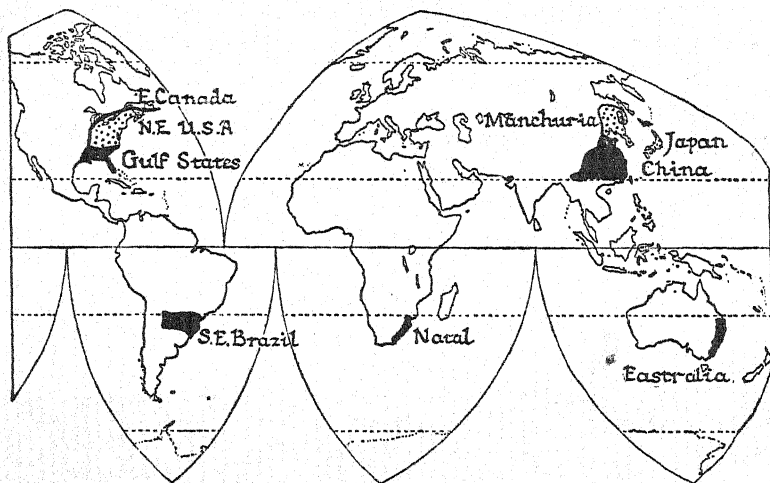 E. Canada
N.E. U.S.A
Gulf States
Manchuria
Japan
China
S.E. Brazil
Natal
Eastralia.